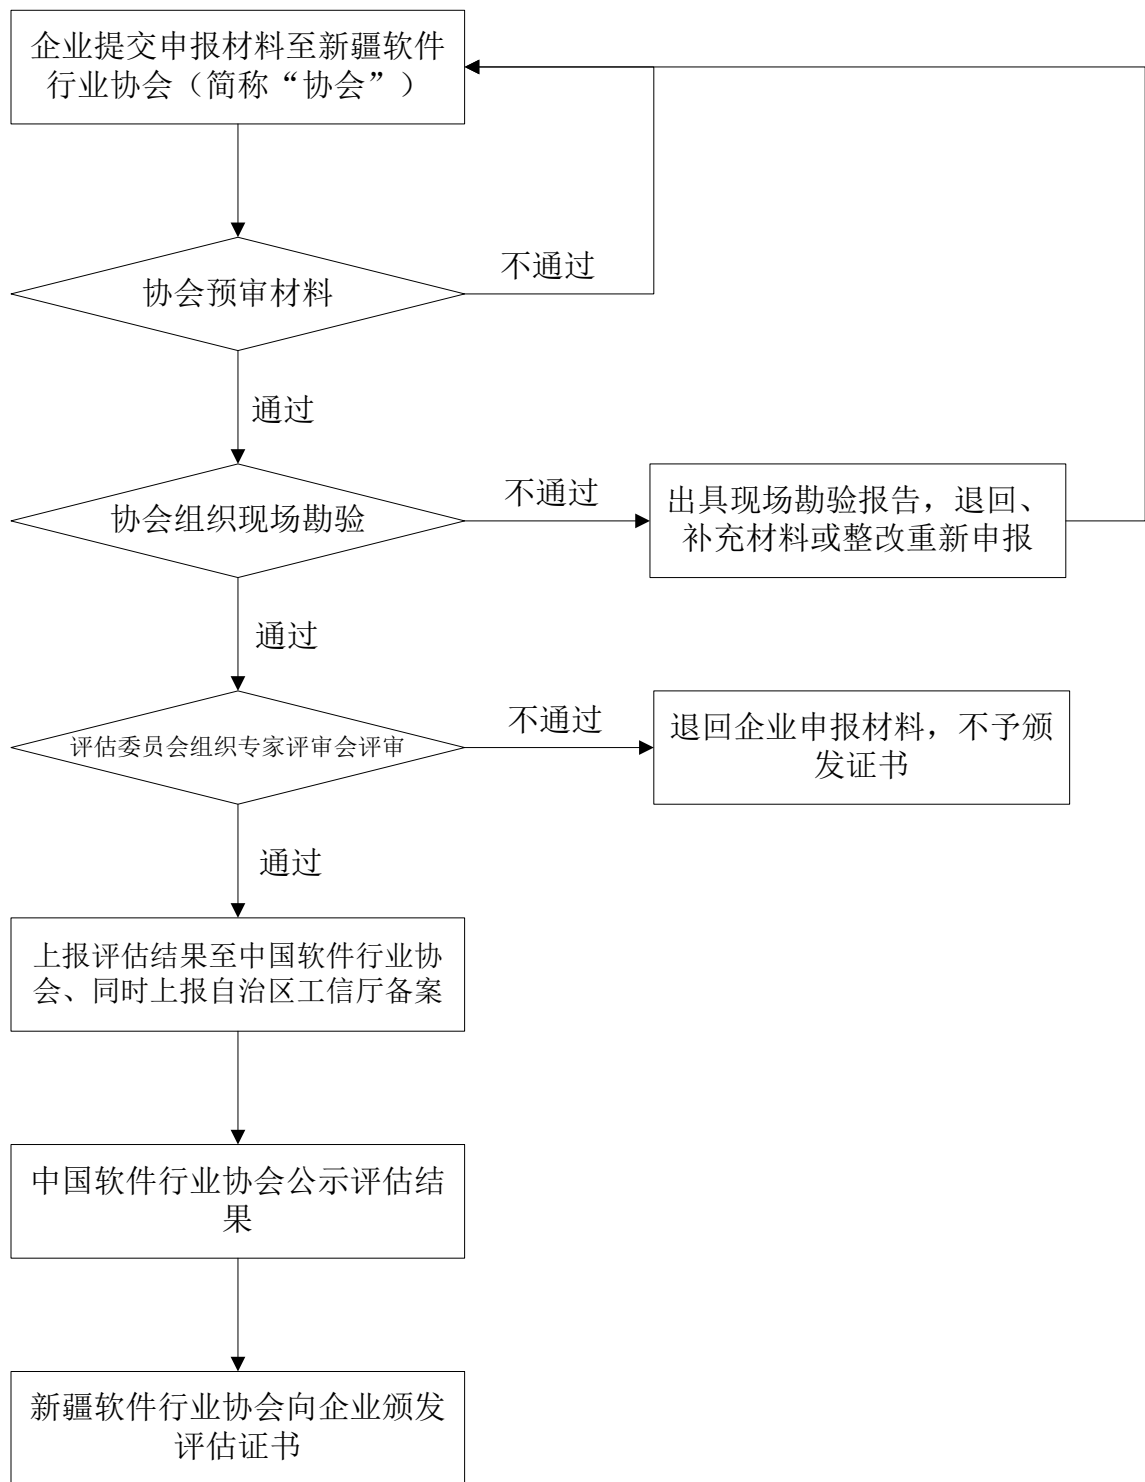 企业提交申报材料至新疆软件
行业协会（简称“协会”）
协会预审材料
不通过
通过
协会组织现场勘验
不通过
出具现场勘验报告，退回、
补充材料或整改重新申报
通过
评估委员会组织专家评审会评审
不通过
退回企业申报材料，不予颁
发证书
通过
上报评估结果至中国软件行业协
会、同时上报自治区工信厅备案
中国软件行业协会公示评估结
果
新疆软件行业协会向企业颁发
评估证书